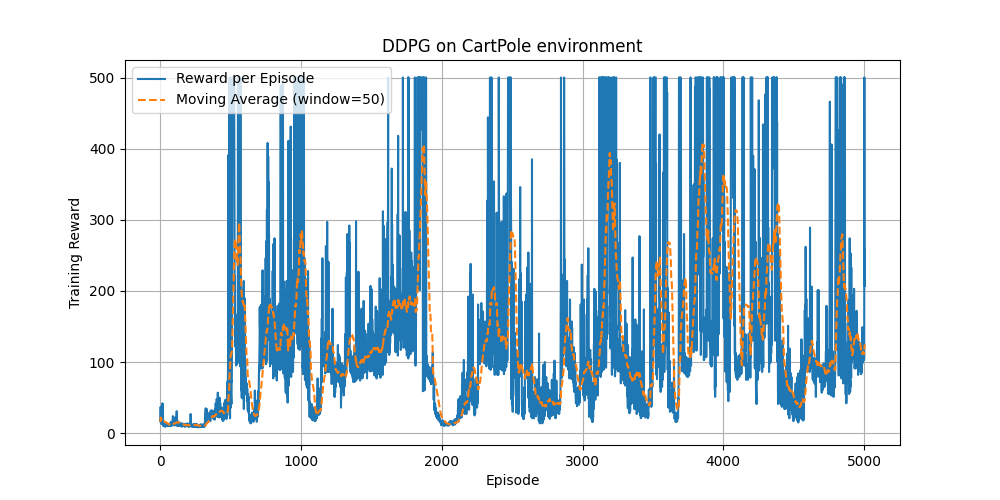 DDPG on CartPole environment
Reward per Episode
Moving Average (window=50)
Training Reward
500
400
300
200
100
0
0 1000 2000 3000 4000 5000
Episode